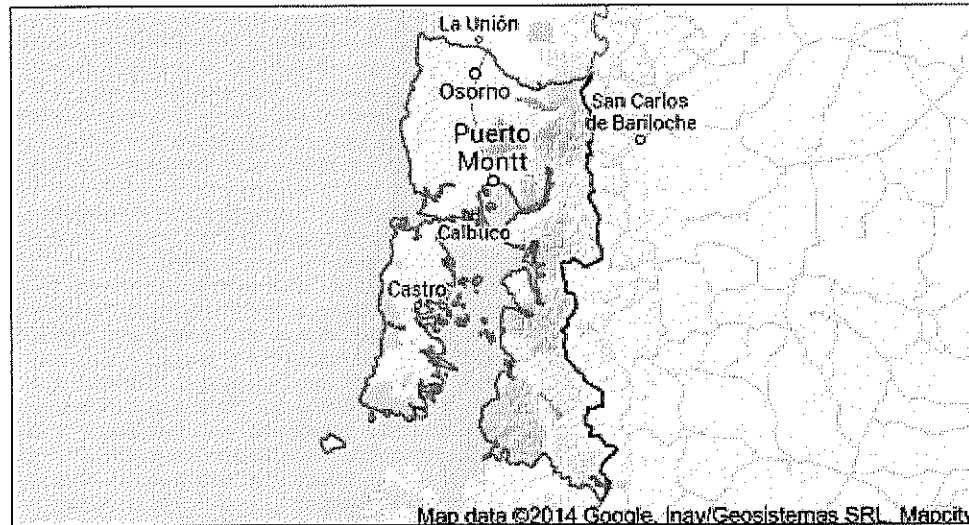 La Unión
Osorno
San Carlos
de Bariloche
Puerto
Montt
Calbuco
Castro
Map data ©2014 Google, Inav/Geosistemas SRL, Mapcity